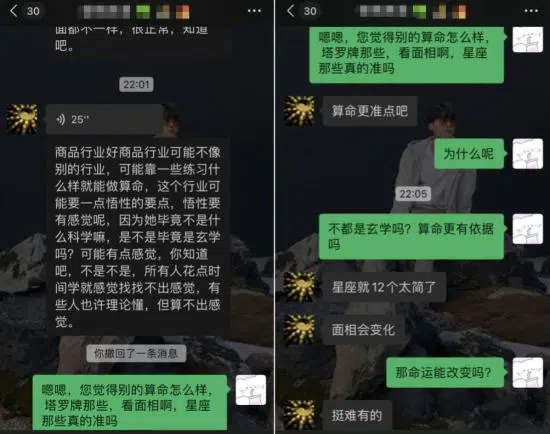 30
面都不一样,很正常,知道
吧。
22:01
25''
商品行业好商品行业可能不像
别的行业,可能靠一些练习什
么样就能做算命,这个行业可
能要一点悟性的要点,悟性要
有感觉呢,因为她毕竟不是什
么科学嘛,是不是毕竟是玄学
吗?可能有点感觉,你知道
吧,不是不是,所有人花点时
间学就感觉找找不出感觉,有
些人也许理论懂,但算不出感
觉。
你撤回了一条消息
嗯嗯,您觉得别的算命怎么样,
塔罗牌那些,看面相啊,星座
那些真的准吗
30
嗯嗯,您觉得别的算命怎么样,
塔罗牌那些,看面相啊,星座
那些真的准吗
算命更准点吧
为什么呢
22:05
不都是玄学吗?算命更有依据
吗
星座就12个太简了
面相会变化
那命运能改变吗?
挺难有的